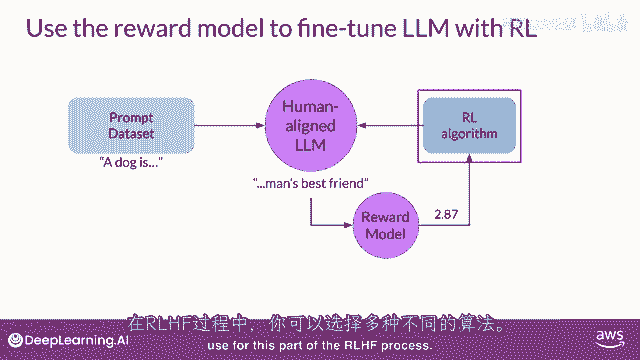 Use the reward model to fine-tune LLM with RL
Prompt
Dataset
Human-
aligned
LLM
RL
algorithm
"A dog is..."
"...man's best friend"
Reward
Model
2.87
在RLHF过程中，你可以选择多种不同的算法。
use for this part of the RLHF process.
DeepLearning.AI
aws